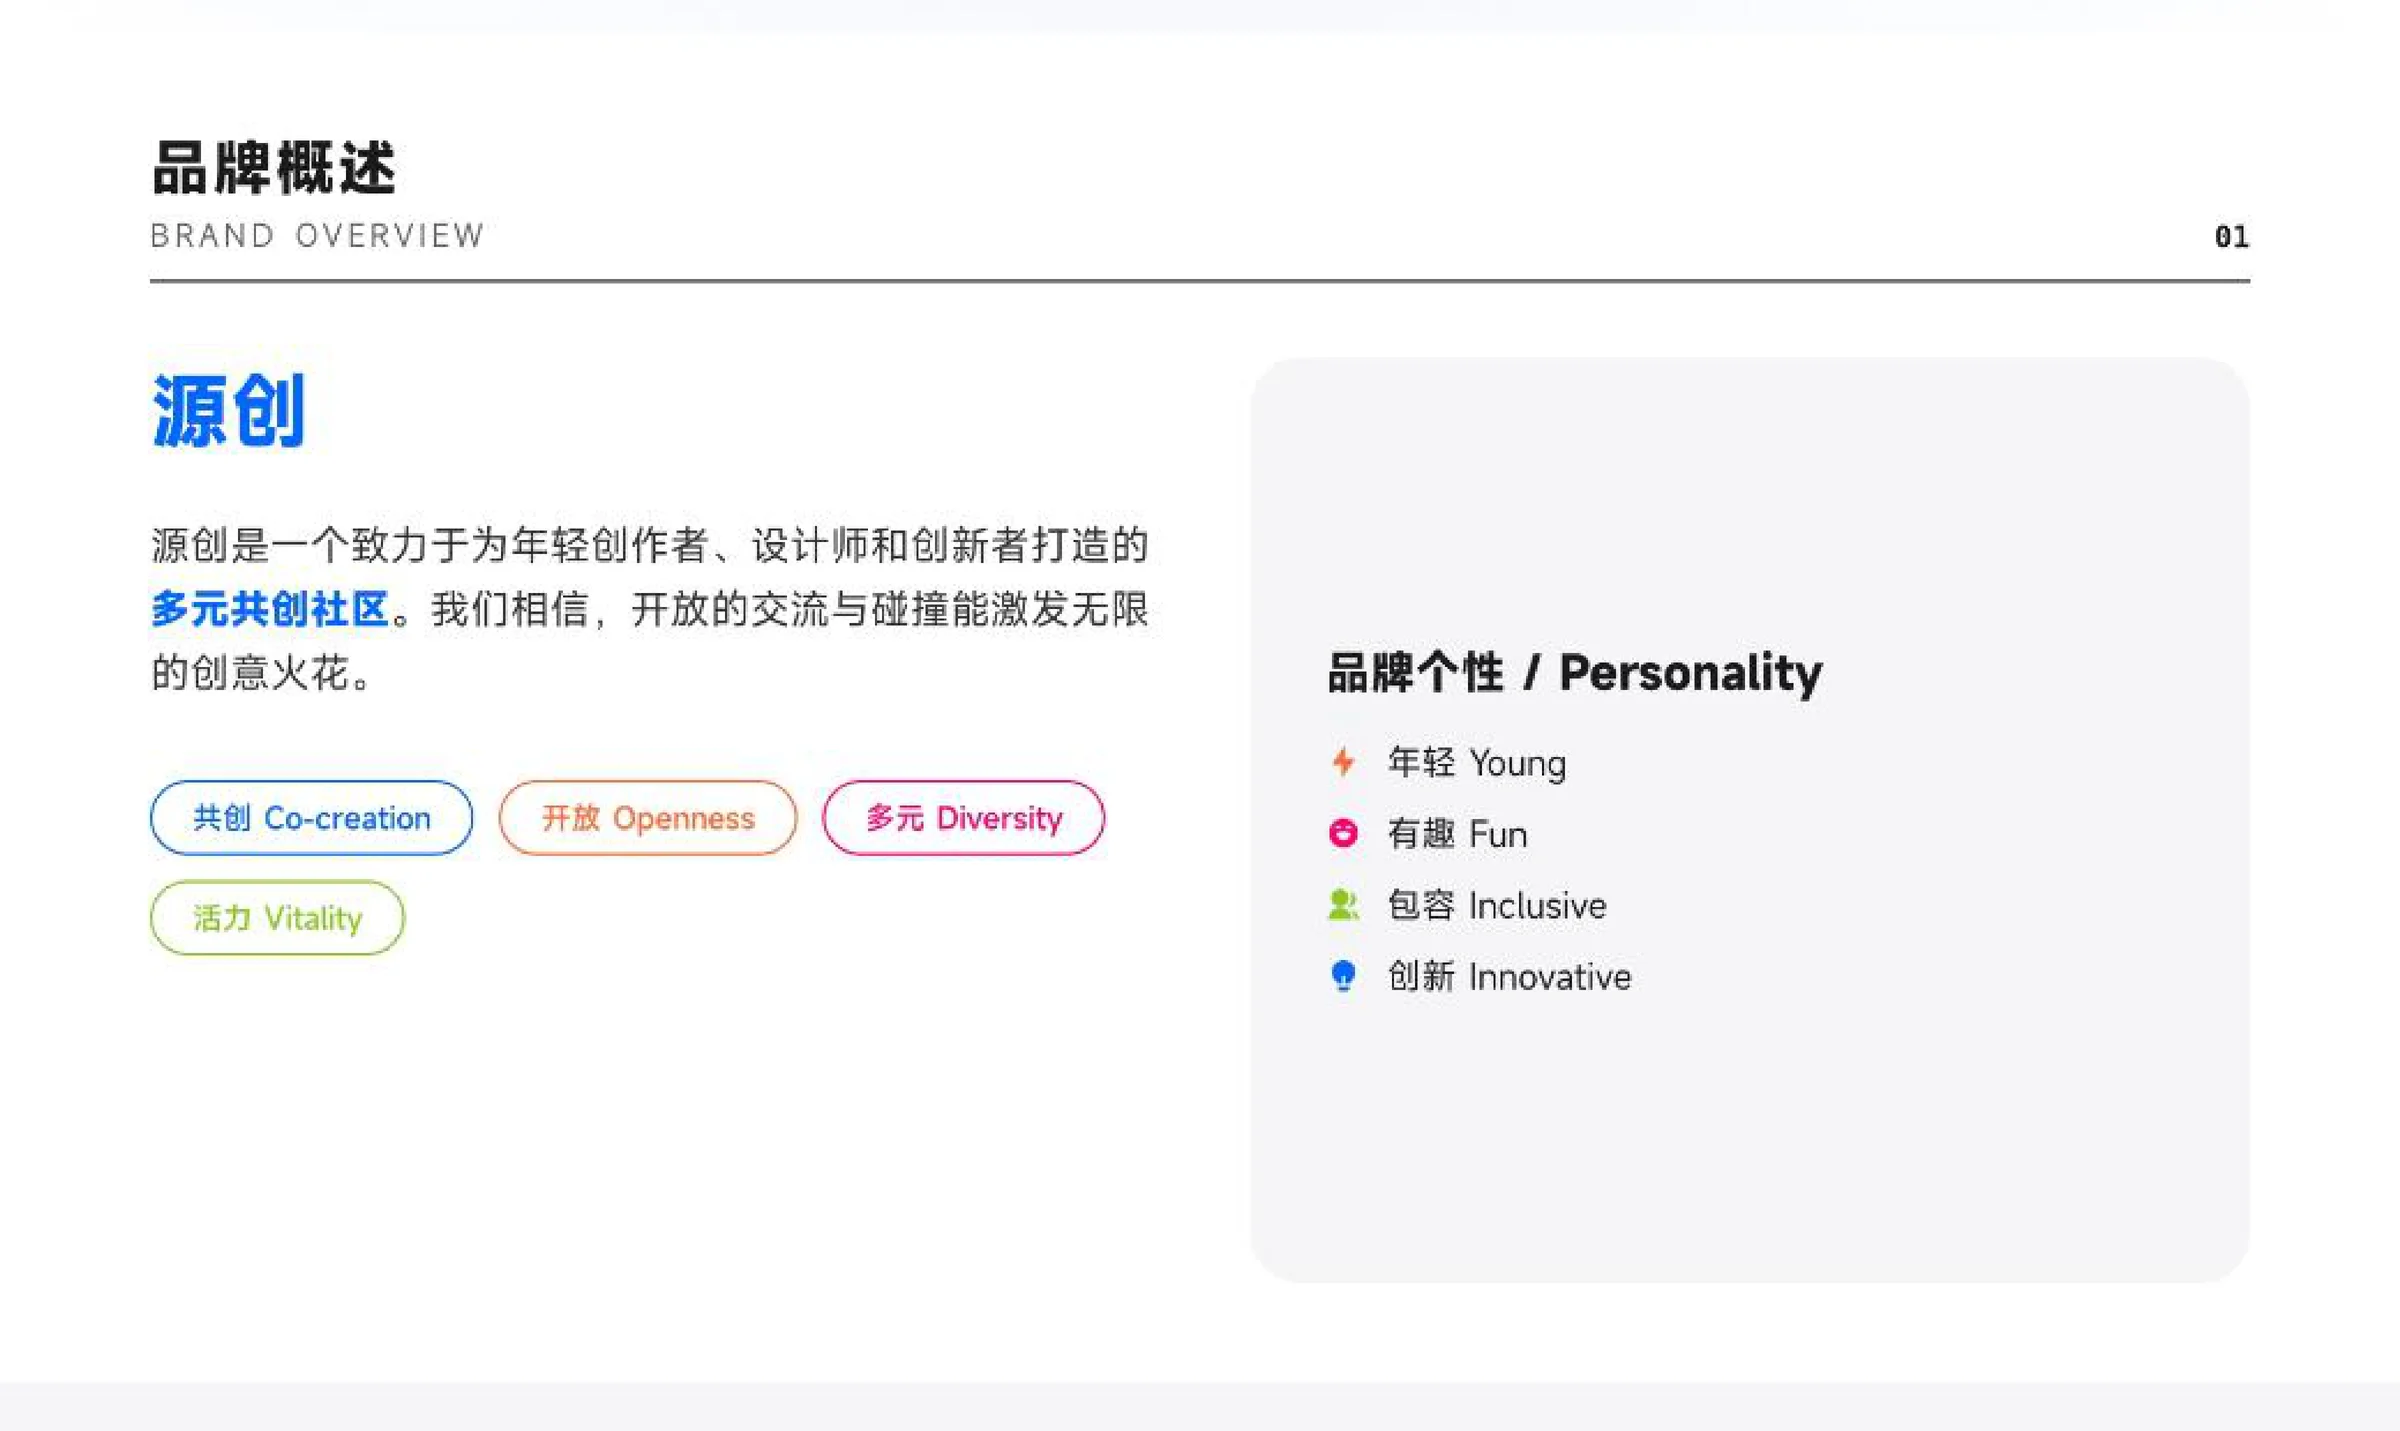 品牌概述
BRAND OVERVIEW
01
源创
源创是一个致力于为年轻创作者、设计师和创新者打造的
多元共创社区。我们相信，开放的交流与碰撞能激发无限
的创意火花。
共创 Co-creation
开放 Openness
多元 Diversity
活力 Vitality
品牌个性 / Personality
年轻 Young
有趣 Fun
包容 Inclusive
创新 Innovative